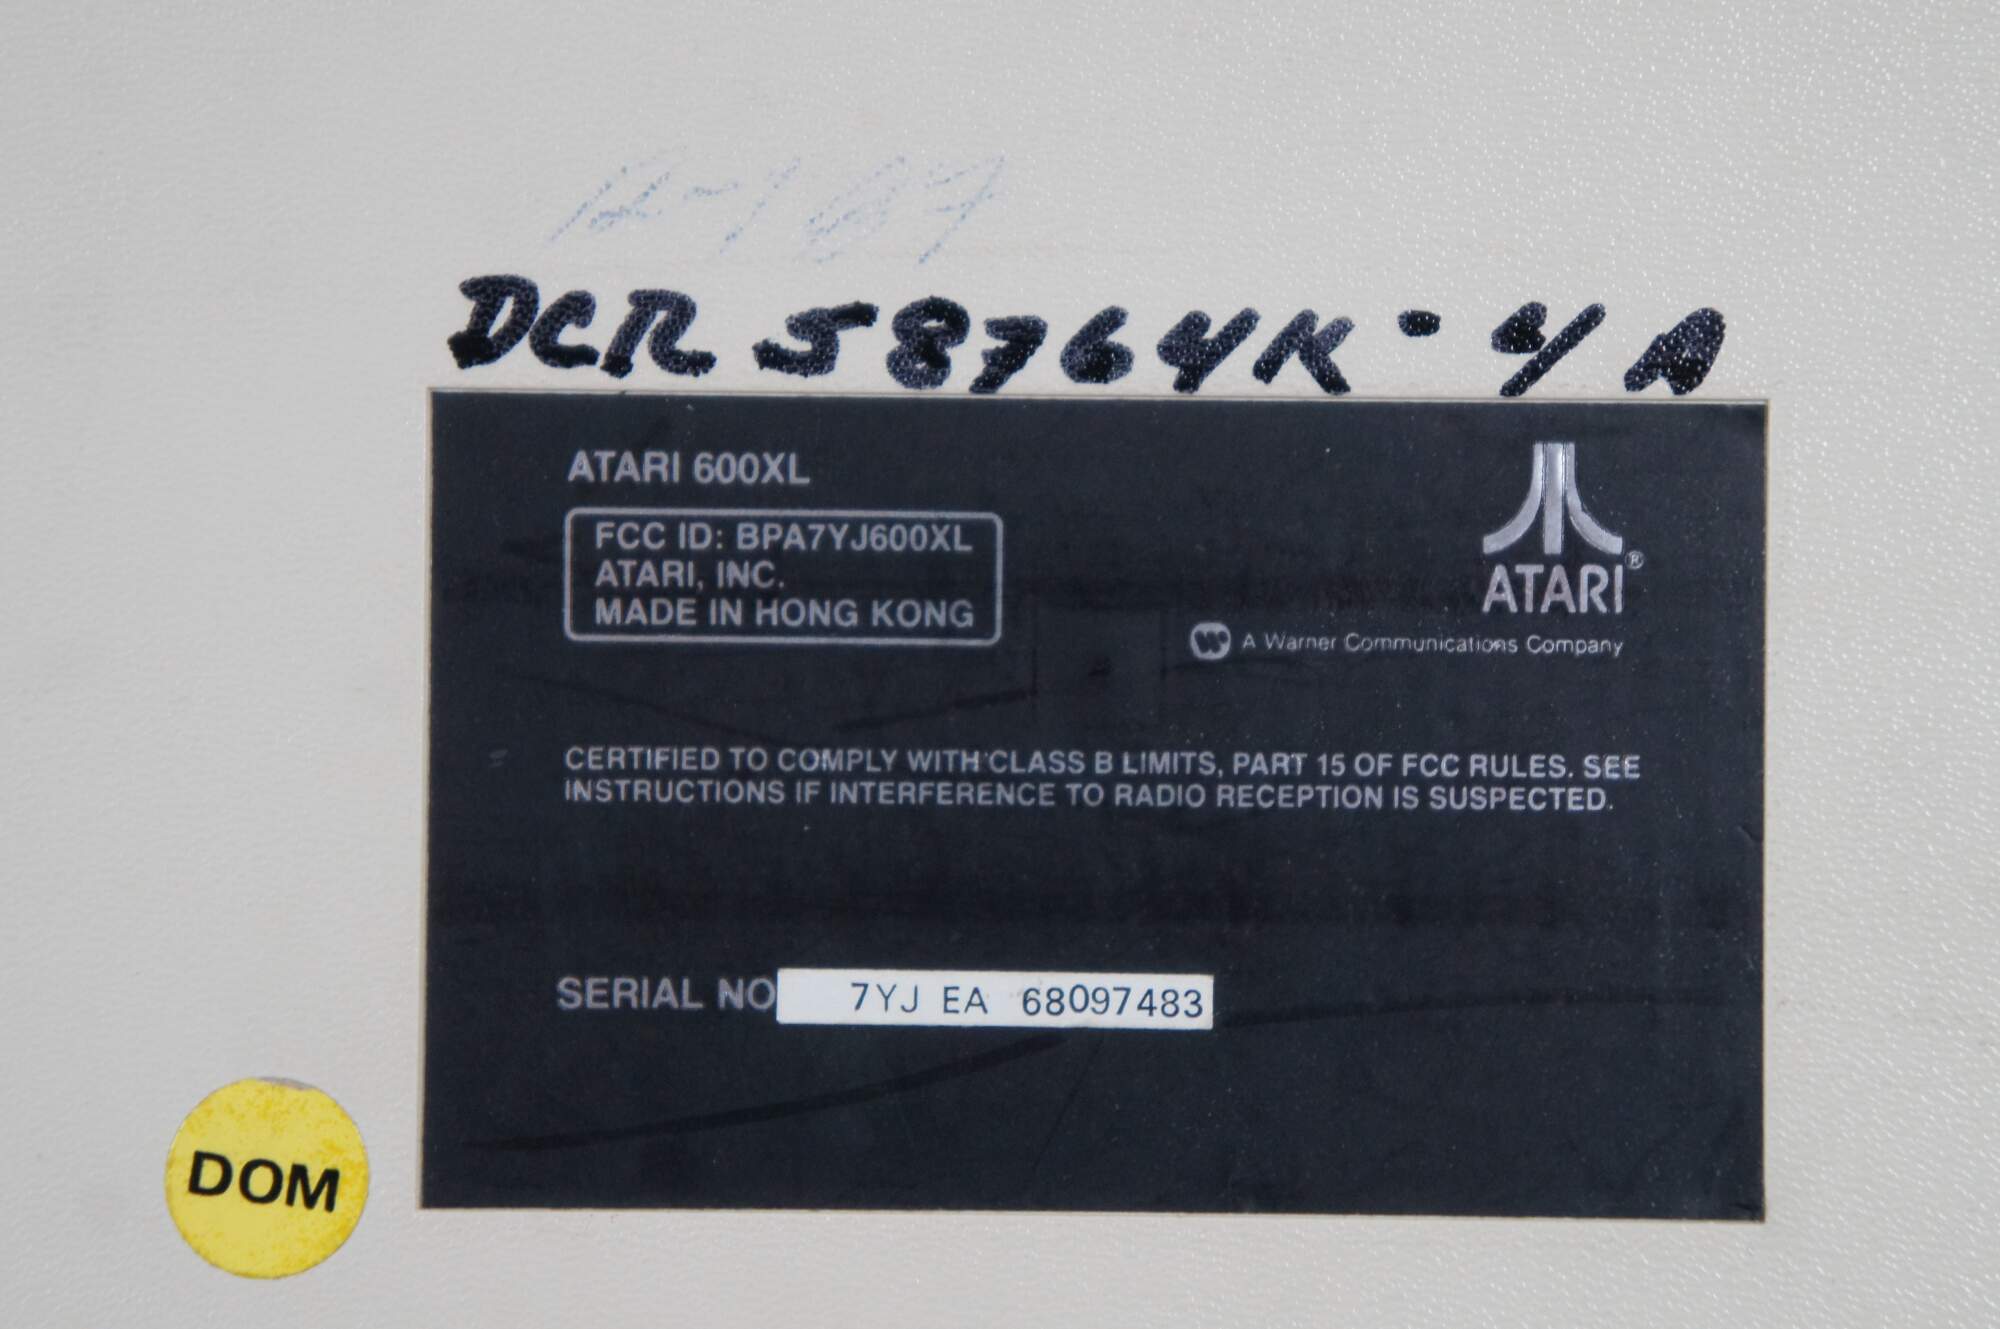 DCR 58764K-4A
ATARI 600XL
FCC ID: BPA7YJ600XL
ATARI, INC.
MADE IN HONG KONG
ATARI®
W A Warner Communications Company
CERTIFIED TO COMPLY WITH CLASS B LIMITS, PART 15 OF FCC RULES. SEE
INSTRUCTIONS IF INTERFERENCE TO RADIO RECEPTION IS SUSPECTED.
SERIAL NO 7YJ EA 68097483
DOM